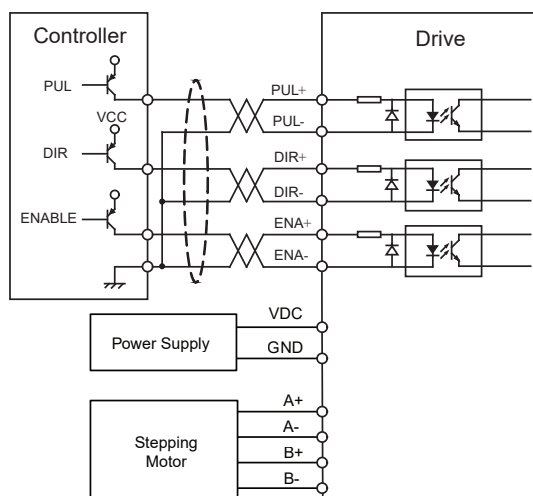 Controller
Drive
PUL
PUL+
PUL-
VCC
DIR
DIR+
DIR-
ENABLE
ENA+
ENA-
Power Supply
VDC
GND
Stepping
Motor
A+
A-
B+
B-